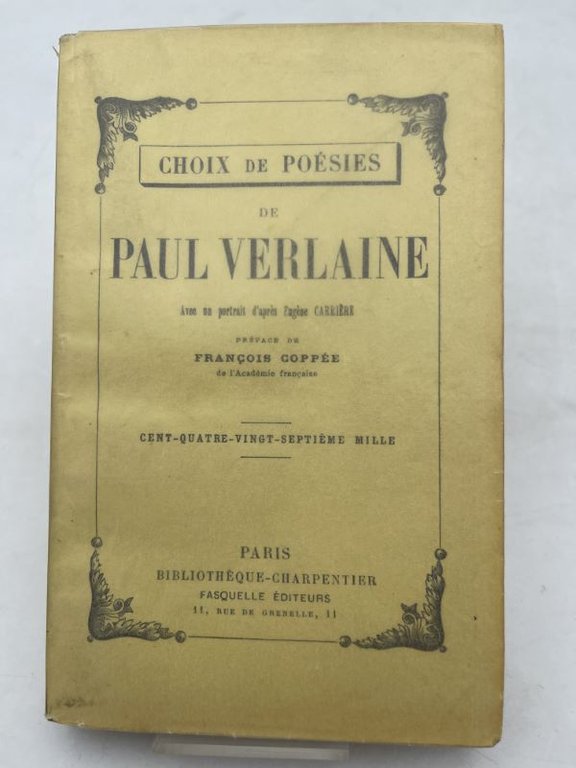 CHOIX DE POÉSIES
DE
PAUL VERLAINE
Avec un portrait d'après Eugène CARRIÈRE
PRÉFACE DE
FRANÇOIS COPPÉE
de l'Académie française
CENT-QUATRE-VINGT-SEPTIÈME MILLE
PARIS
BIBLIOTHÈQUE-CHARPENTIER
FASQUELLE ÉDITEURS
11, RUE DE GRENELLE, 11